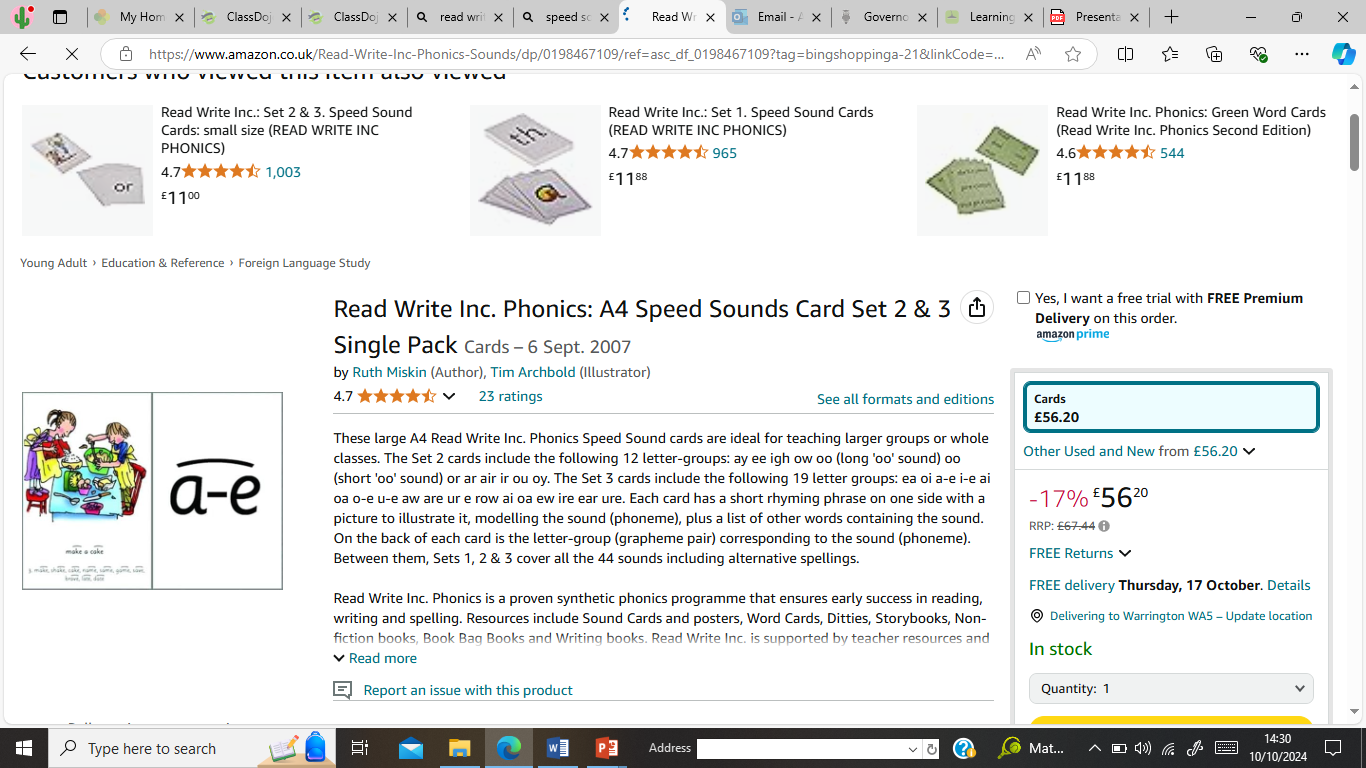 My Hom
ClassDoj
ClassDoj
read writ
speed so
Read Wr
Email - A
Governo
Learning
Presenta
https://www.amazon.co.uk/Read-Write-Inc-Phonics-Sounds/dp/0198467109/ref=asc_df_0198467109?tag=bingshoppinga-21&linkCode=...
Customers who viewed this item also viewed
Read Write Inc.: Set 2 & 3. Speed Sound
Cards: small size (READ WRITE INC
PHONICS)
4.7 1,003
£1100
or
Read Write Inc.: Set 1. Speed Sound Cards
(READ WRITE INC PHONICS)
4.7 965
£1188
th
Read Write Inc. Phonics: Green Word Cards
(Read Write Inc. Phonics Second Edition)
4.6 544
£1188
Young Adult › Education & Reference › Foreign Language Study
a-e
make a cake
Read Write Inc. Phonics: A4 Speed Sounds Card Set 2 & 3
Single Pack Cards – 6 Sept. 2007
by Ruth Miskin (Author), Tim Archbold (Illustrator)
4.7 23 ratings
See all formats and editions
These large A4 Read Write Inc. Phonics Speed Sound cards are ideal for teaching larger groups or whole
classes. The Set 2 cards include the following 12 letter-groups: ay ee igh ow oo (long 'oo' sound) oo
(short 'oo' sound) or ar air ir ou oy. The Set 3 cards include the following 19 letter groups: ea oi a-e i-e ai
oa o-e u-e aw are ur e row ai oa ew ire ear ure. Each card has a short rhyming phrase on one side with a
picture to illustrate it, modelling the sound (phoneme), plus a list of other words containing the sound.
On the back of each card is the letter-group (grapheme pair) corresponding to the sound (phoneme).
Between them, Sets 1, 2 & 3 cover all the 44 sounds including alternative spellings.
Read Write Inc. Phonics is a proven synthetic phonics programme that ensures early success in reading,
writing and spelling. Resources include Sound Cards and posters, Word Cards, Ditties, Storybooks, Non-
fiction books, Book Bag Books and Writing books. Read Write Inc. is supported by teacher resources and
Read more
Report an issue with this product
Yes, I want a free trial with FREE Premium
Delivery on this order.
amazon prime
Cards
£56.20
Other Used and New from £56.20
-17% £5620
RRP: £67.44
FREE Returns
FREE delivery Thursday, 17 October. Details
Delivering to Warrington WA5 – Update location
In stock
Quantity: 1
Type here to search
Address
Mat...
14:30
10/10/2024